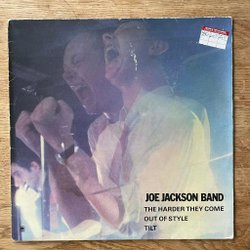 JOE JACKSON BAND
THE HARDER THEY COME
OUT OF STYLE
TILT